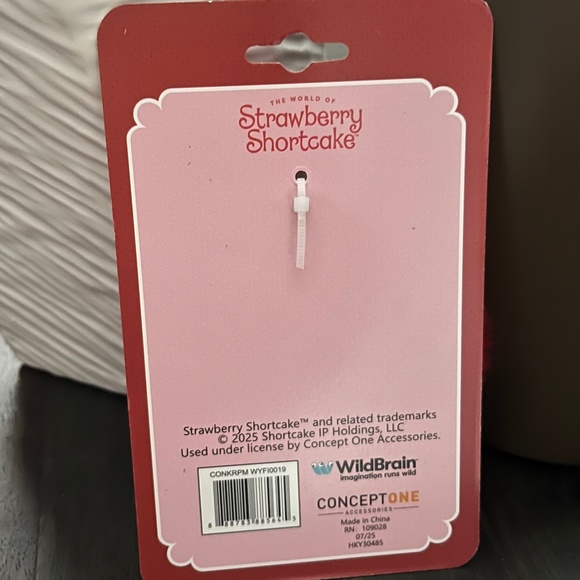 THE WORLD OF
Strawberry
Shortcake™
Strawberry Shortcake™ and related trademarks
© 2025 Shortcake IP Holdings, LLC
Used under license by Concept One Accessories.
CONKRPM WYFI0019
WildBrain
imagination runs wild
CONCEPTONE
ACCESSORIES
Made in China
RN: 109028
07/25
HKY30485